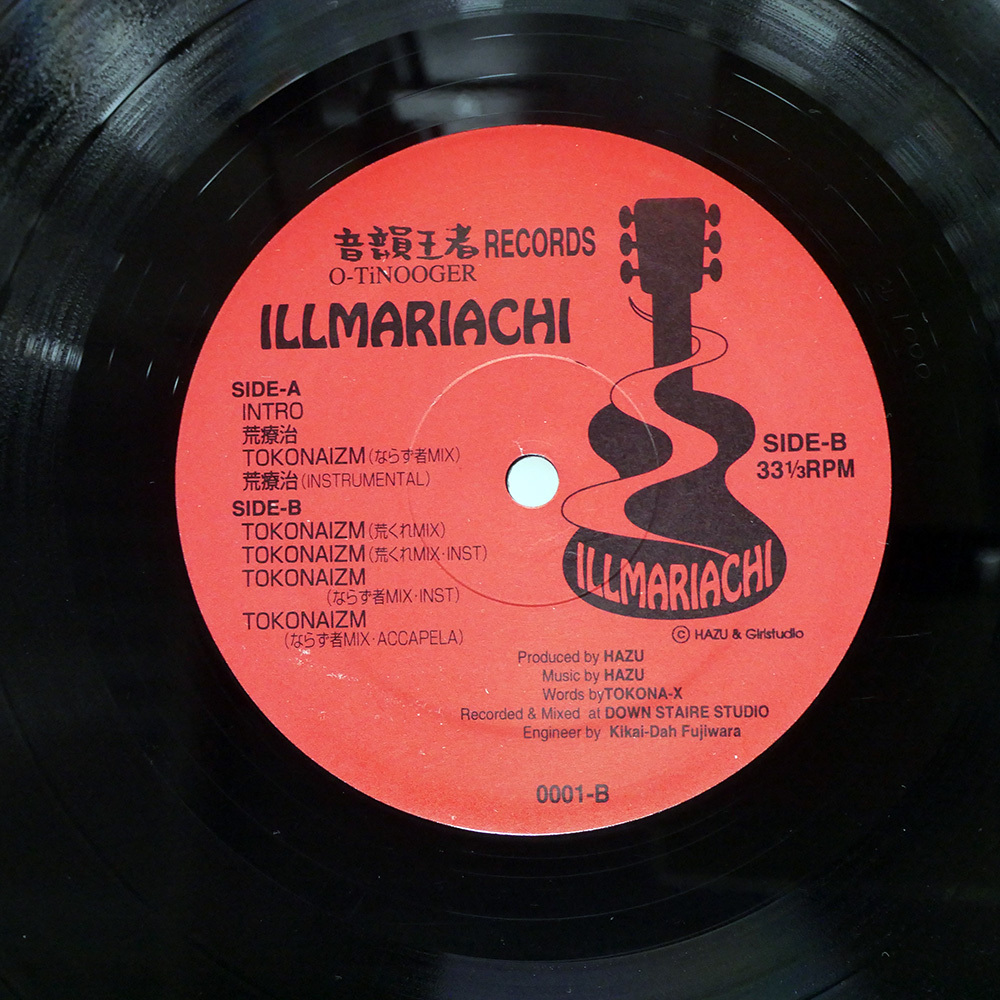 音韻王者 RECORDS
O-TiNOOGER
ILLMARIACHI
SIDE-A
INTRO
荒療治
TOKONAIZM (ならず者MIX)
荒療治 (INSTRUMENTAL)
SIDE-B
TOKONAIZM (荒くれMIX)
TOKONAIZM (荒くれMIX・INST)
TOKONAIZM
(ならず者MIX・INST)
TOKONAIZM
(ならず者MIX・ACCAPELA)
SIDE-B
33 1/3RPM
ILLMARIACHI
© HAZU & Girlstudio
Produced by HAZU
Music by HAZU
Words byTOKONA-X
Recorded & Mixed at DOWN STAIRE STUDIO
Engineer by Kikai-Dah Fujiwara
0001-B